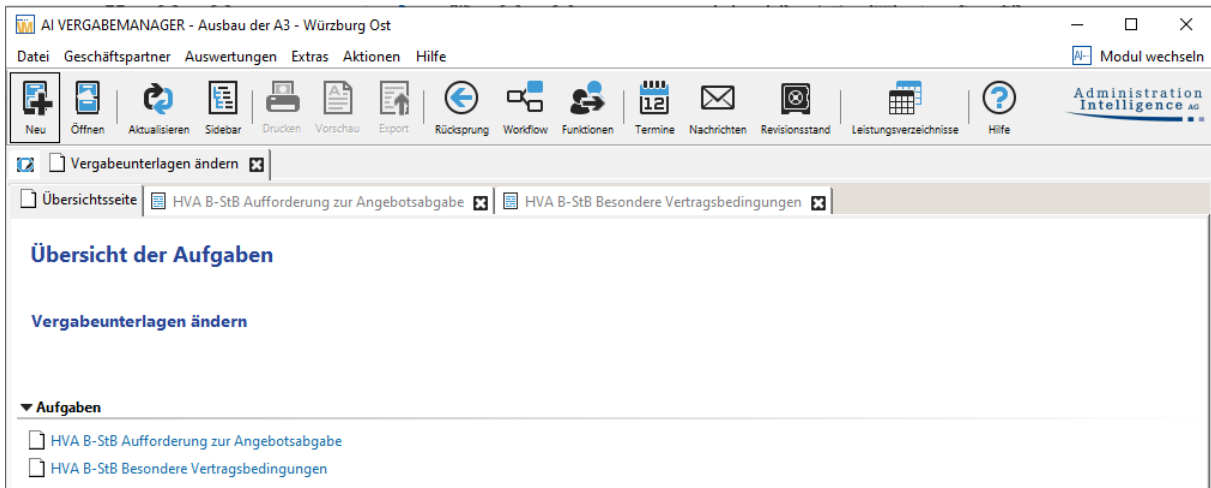 AI VERGABEMANAGER - Ausbau der A3 - Würzburg Ost
Datei Geschäftspartner Auswertungen Extras Aktionen Hilfe AI Modul wechseln
12
Neu Öffnen Aktualisieren Sidebar Drucken Vorschau Export Rücksprung Workflow Funktionen Termine Nachrichten Revisionsstand Leistungsverzeichnisse Hilfe
Administration
Intelligence AG
Vergabeunterlagen ändern
Übersichtsseite HVA B-StB Aufforderung zur Angebotsabgabe HVA B-StB Besondere Vertragsbedingungen
Übersicht der Aufgaben
Vergabeunterlagen ändern
Aufgaben
HVA B-StB Aufforderung zur Angebotsabgabe
HVA B-StB Besondere Vertragsbedingungen